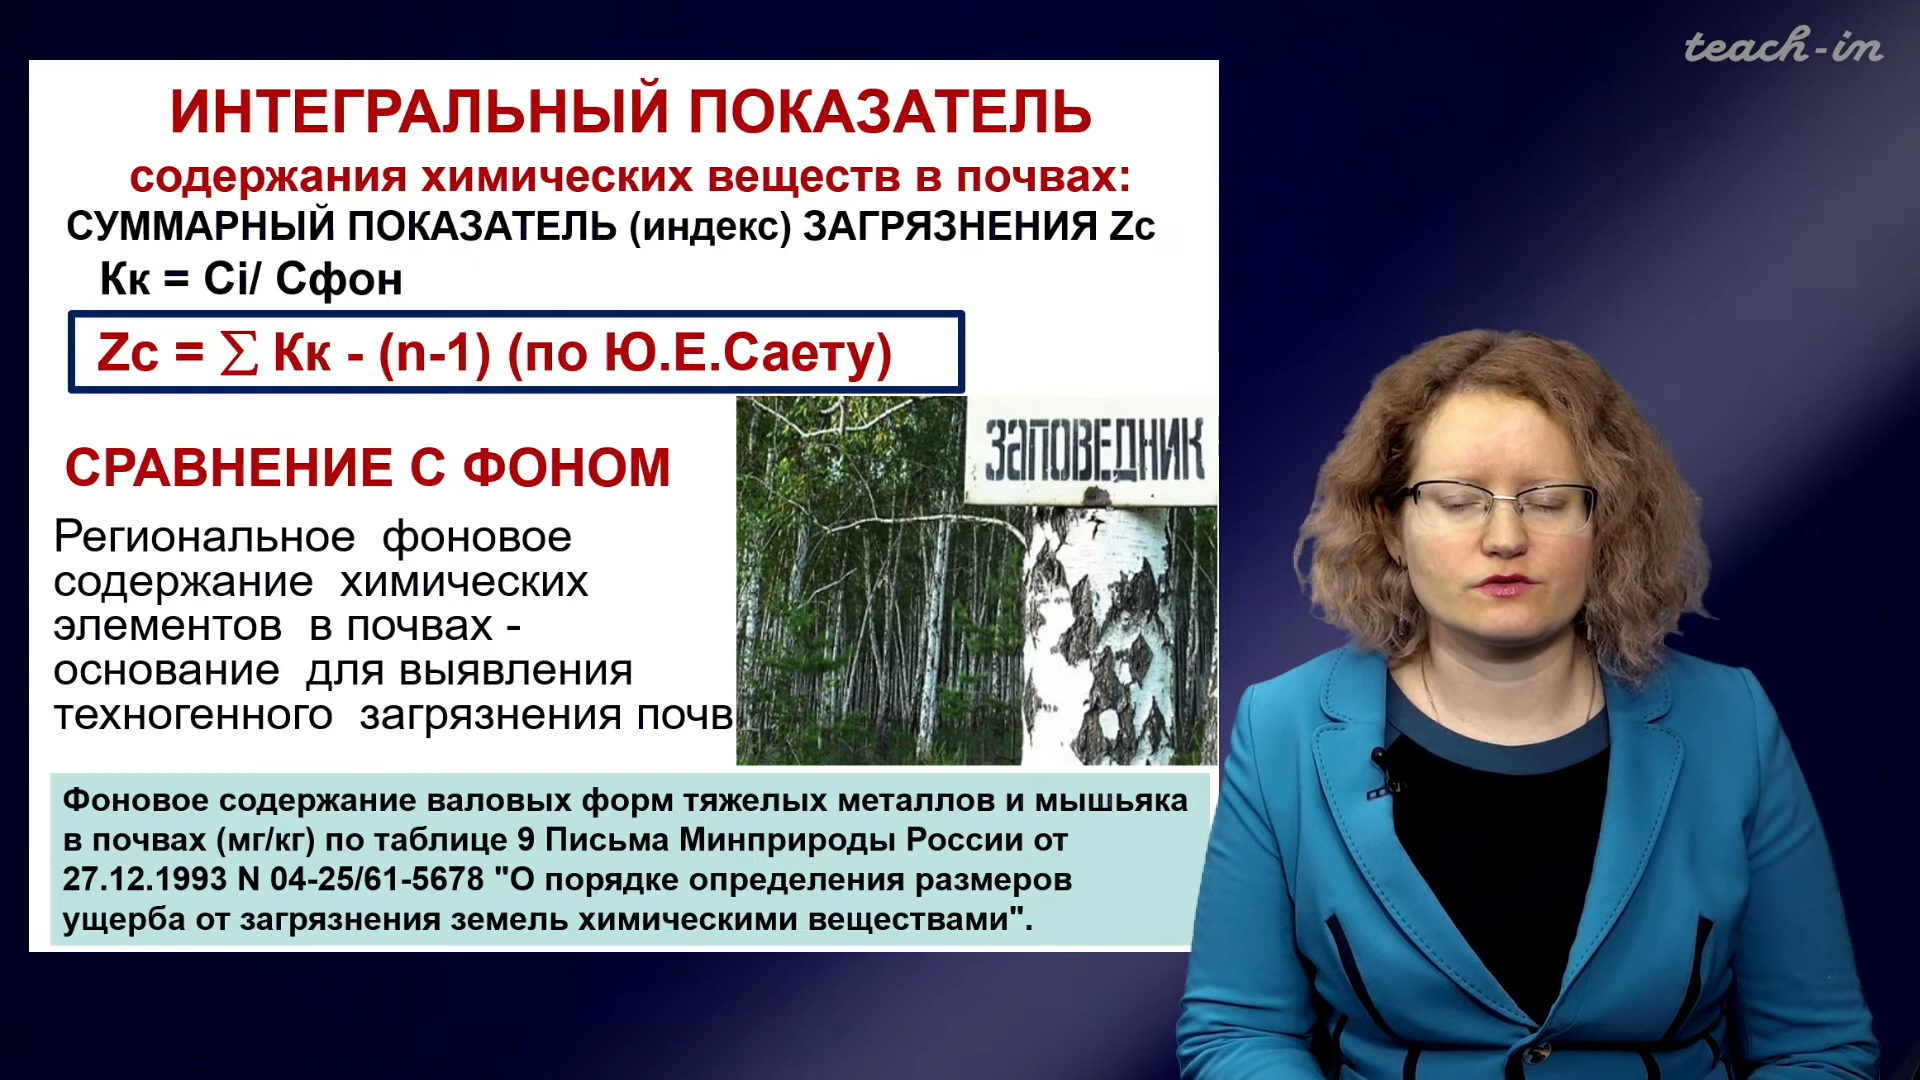 teach-in
ИНТЕГРАЛЬНЫЙ ПОКАЗАТЕЛЬ
содержания химических веществ в почвах:
СУММАРНЫЙ ПОКАЗАТЕЛЬ (индекс) ЗАГРЯЗНЕНИЯ Zc
Кк = Сi/ Сфон
Zc = ∑ Кк - (n-1) (по Ю.Е.Саету)
ЗАПОВЕДНИК
СРАВНЕНИЕ С ФОНОМ
Региональное фоновое
содержание химических
элементов в почвах -
основание для выявления
техногенного загрязнения почв
Фоновое содержание валовых форм тяжелых металлов и мышьяка
в почвах (мг/кг) по таблице 9 Письма Минприроды России от
27.12.1993 N 04-25/61-5678 "О порядке определения размеров
ущерба от загрязнения земель химическими веществами".